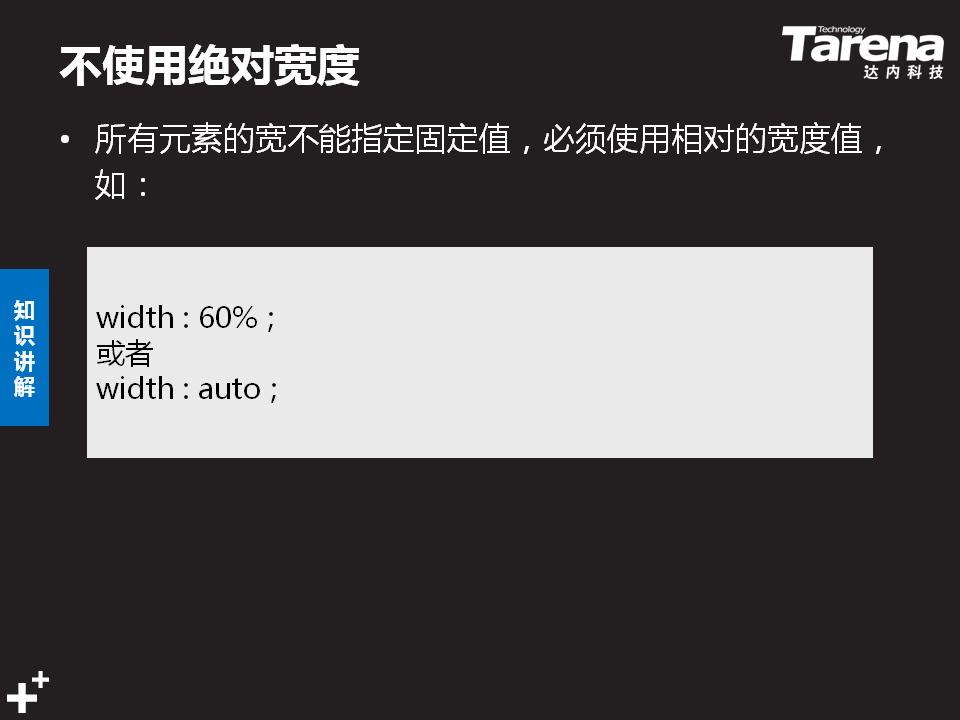 不使用绝对宽度
Technology
Tarena
达内科技
• 所有元素的宽不能指定固定值，必须使用相对的宽度值，
如：
知识讲解
width : 60% ;
或者
width : auto ;